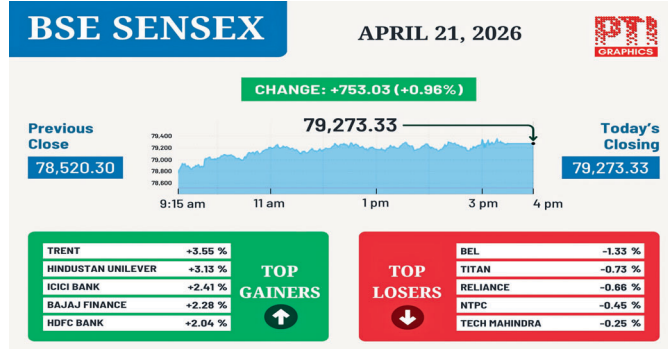 BSE SENSEX
APRIL 21, 2026
PTI
GRAPHICS
CHANGE: +753.03 (+0.96%)
Previous
Close
78,520.30
79,273.33
Today's
Closing
79,273.33
79,400
79,200
79,000
78,800
78,600
9:15 am 11 am 1 pm 3 pm 4 pm
TRENT +3.55 %
HINDUSTAN UNILEVER +3.13 %
ICICI BANK +2.41 %
BAJAJ FINANCE +2.28 %
HDFC BANK +2.04 %
TOP
GAINERS
TOP
LOSERS
BEL -1.33 %
TITAN -0.73 %
RELIANCE -0.66 %
NTPC -0.45 %
TECH MAHINDRA -0.25 %